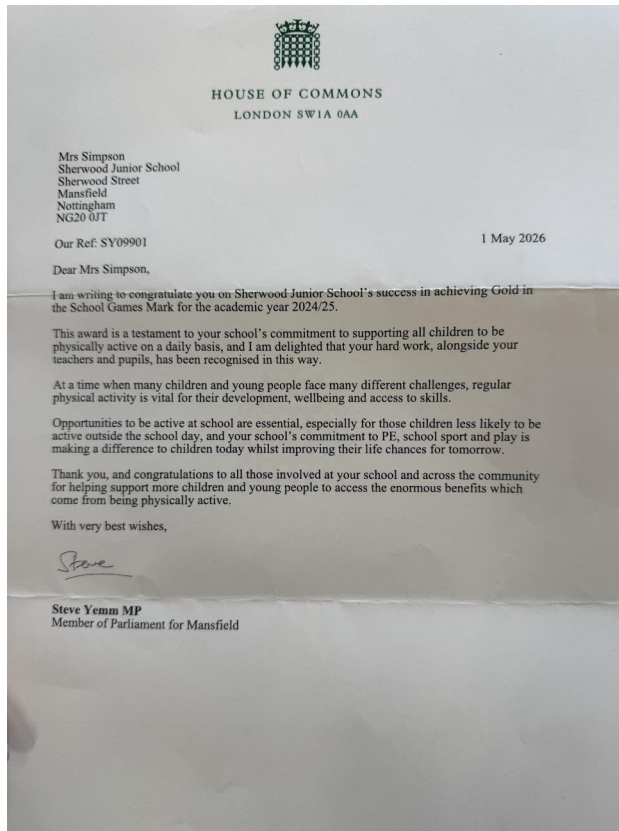 HOUSE OF COMMONS
LONDON SW1A 0AA
Mrs Simpson
Sherwood Junior School
Sherwood Street
Mansfield
Nottingham
NG20 0JT
Our Ref: SY09901
1 May 2026
Dear Mrs Simpson,
I am writing to congratulate you on Sherwood Junior School's success in achieving Gold in
the School Games Mark for the academic year 2024/25.
This award is a testament to your school's commitment to supporting all children to be
physically active on a daily basis, and I am delighted that your hard work, alongside your
teachers and pupils, has been recognised in this way.
At a time when many children and young people face many different challenges, regular
physical activity is vital for their development, wellbeing and access to skills.
Opportunities to be active at school are essential, especially for those children less likely to be
active outside the school day, and your school's commitment to PE, school sport and play is
making a difference to children today whilst improving their life chances for tomorrow.
Thank you, and congratulations to all those involved at your school and across the community
for helping support more children and young people to access the enormous benefits which
come from being physically active.
With very best wishes,
Steve
Steve Yemm MP
Member of Parliament for Mansfield